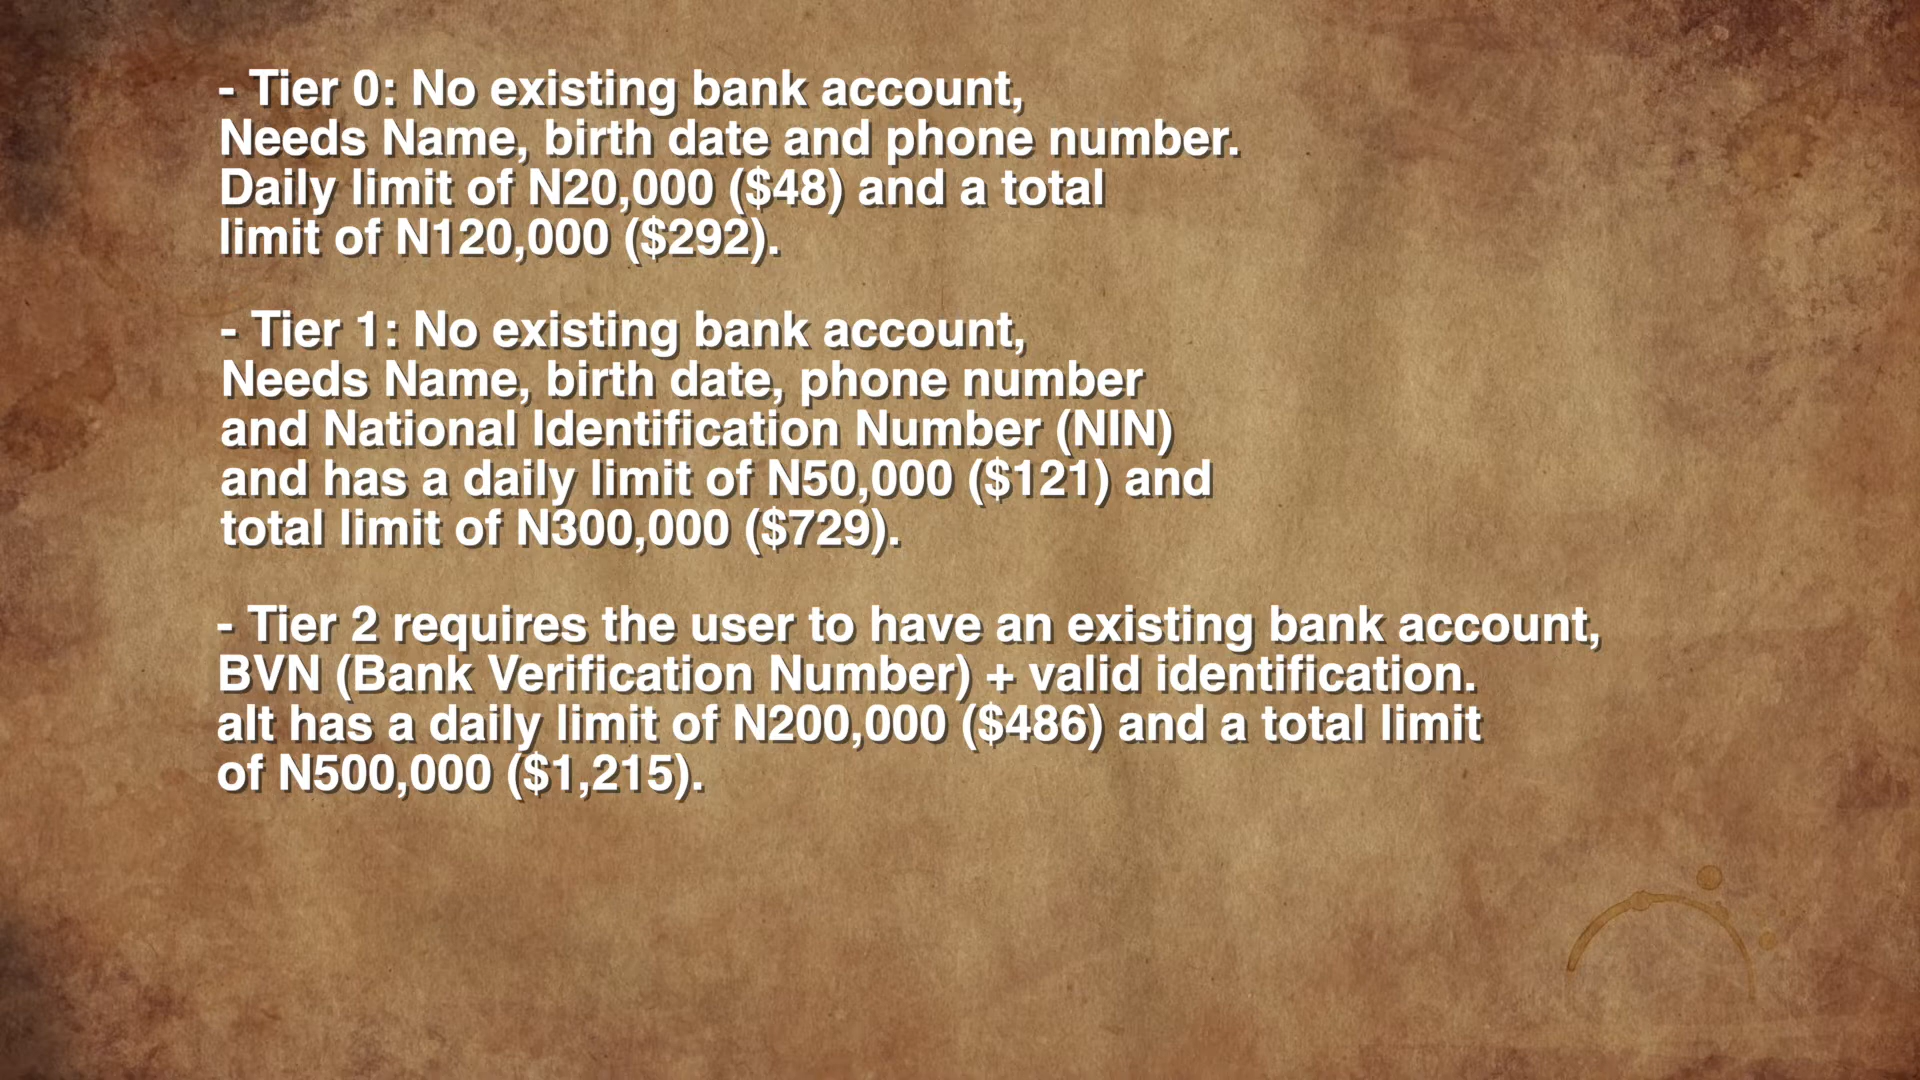 - Tier 0: No existing bank account,
Needs Name, birth date and phone number.
Daily limit of N20,000 ($48) and a total
limit of N120,000 ($292).
- Tier 1: No existing bank account,
Needs Name, birth date, phone number
and National Identification Number (NIN)
and has a daily limit of N50,000 ($121) and
total limit of N300,000 ($729).
- Tier 2 requires the user to have an existing bank account,
BVN (Bank Verification Number) + valid identification.
alt has a daily limit of N200,000 ($486) and a total limit
of N500,000 ($1,215).